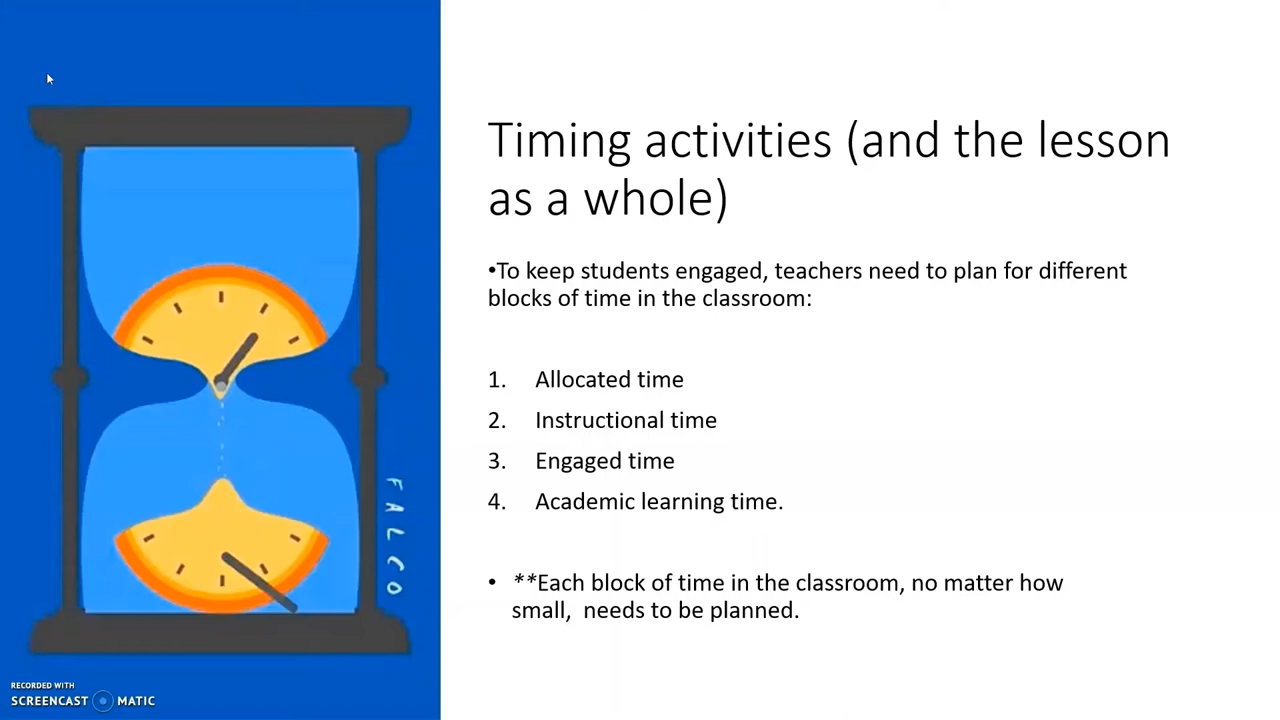 Timing activities (and the lesson
as a whole)
•To keep students engaged, teachers need to plan for different
blocks of time in the classroom:
1. Allocated time
2. Instructional time
3. Engaged time
4. Academic learning time.
• **Each block of time in the classroom, no matter how
small,  needs to be planned.
FALCO
RECORDED WITH
SCREENCAST MATIC